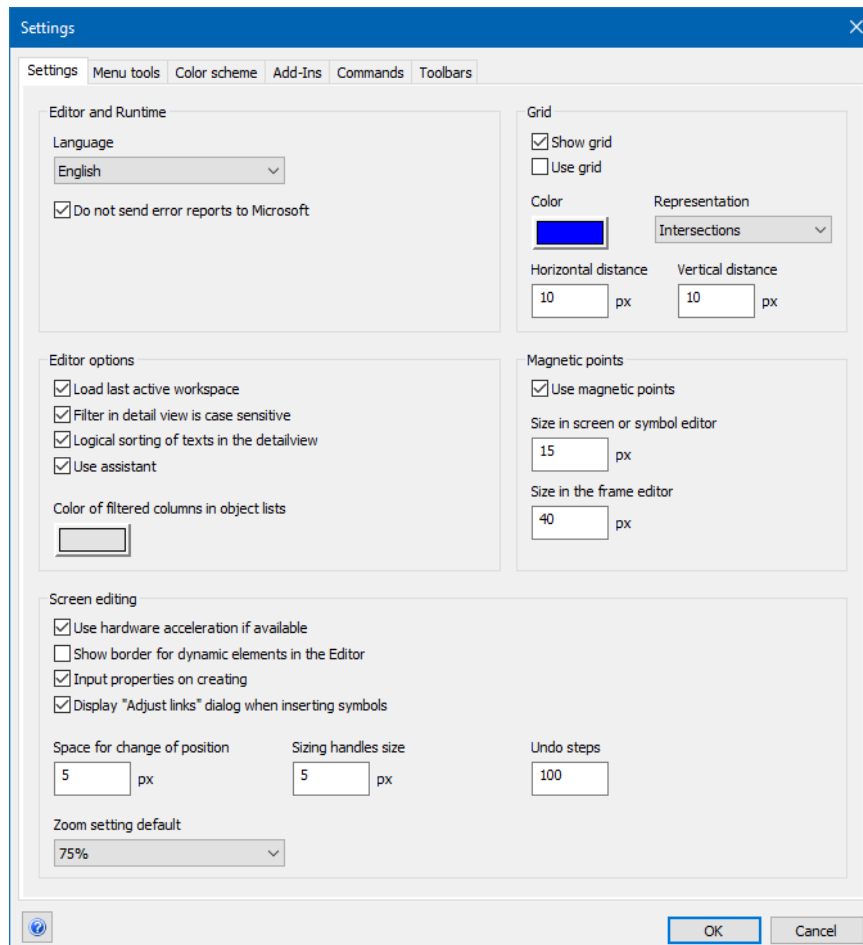 Settings
Settings Menu tools Color scheme Add-Ins Commands Toolbars
Editor and Runtime
Language
English
Do not send error reports to Microsoft
Grid
Show grid
Use grid
Color Representation
Intersections
Horizontal distance Vertical distance
10 px 10 px
Editor options
Load last active workspace
Filter in detail view is case sensitive
Logical sorting of texts in the detailview
Use assistant
Color of filtered columns in object lists
Magnetic points
Use magnetic points
Size in screen or symbol editor
15 px
Size in the frame editor
40 px
Screen editing
Use hardware acceleration if available
Show border for dynamic elements in the Editor
Input properties on creating
Display "Adjust links" dialog when inserting symbols
Space for change of position Sizing handles size Undo steps
5 px 5 px 100
Zoom setting default
75%
? OK Cancel